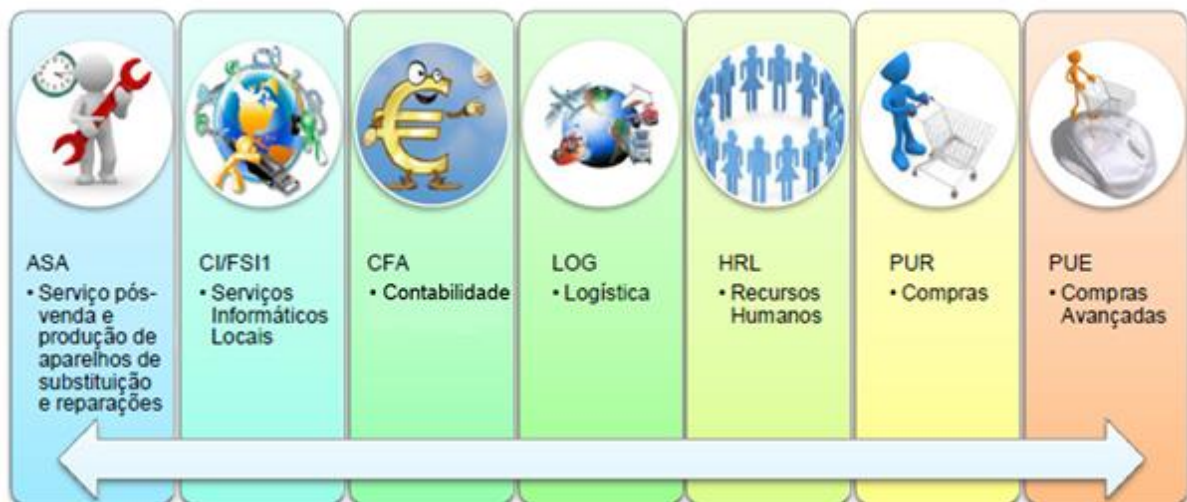 ASA
• Serviço pós-
venda e
produção de
aparelhos de
substituição
e reparações
CI/FSI1
• Serviços
Informáticos
Locais
CFA
• Contabilidade
LOG
• Logística
HRL
• Recursos
Humanos
PUR
• Compras
PUE
• Compras
Avançadas